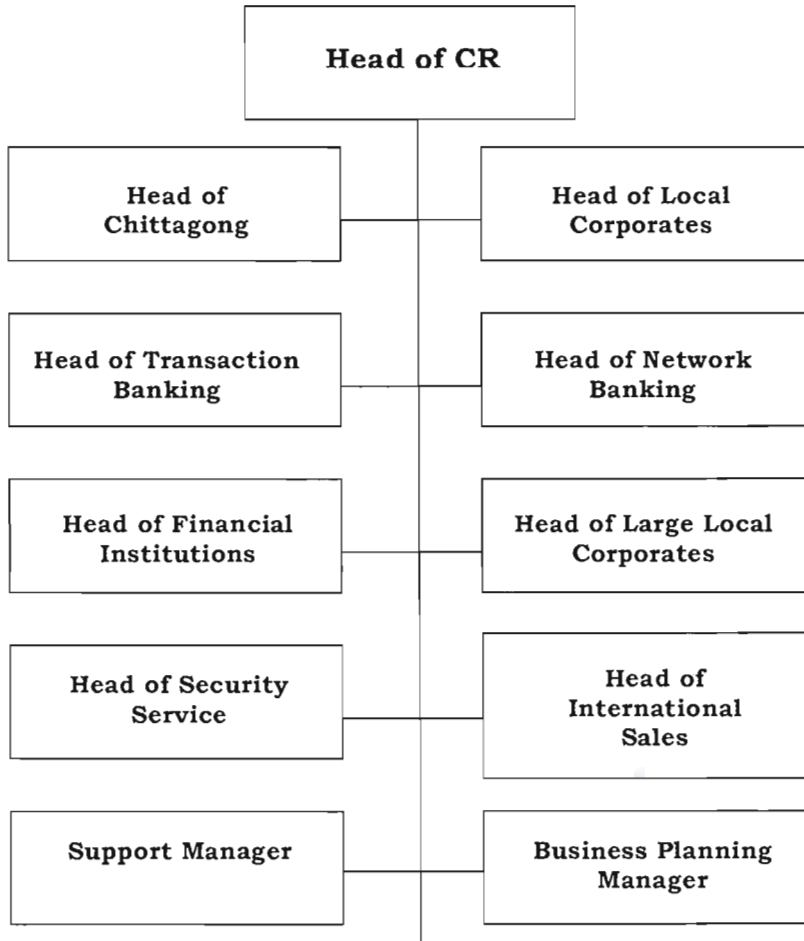 Head of CR
Head of
Chittagong
Head of Local
Corporates
Head of Transaction
Banking
Head of Network
Banking
Head of Financial
Institutions
Head of Large Local
Corporates
Head of Security
Service
Head of
International
Sales
Support Manager
Business Planning
Manager